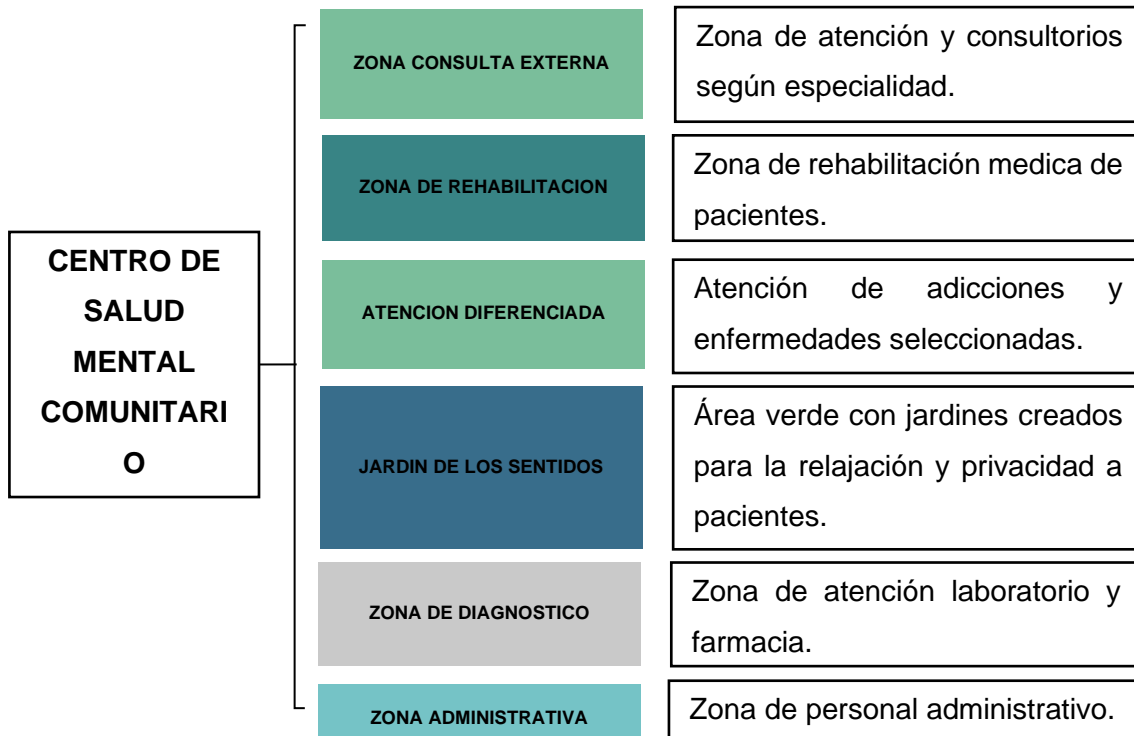 CENTRO DE
SALUD
MENTAL
COMUNITARI
O
ZONA CONSULTA EXTERNA
Zona de atención y consultorios
según especialidad.
ZONA DE REHABILITACION
Zona de rehabilitación medica de
pacientes.
ATENCION DIFERENCIADA
Atención de adicciones y
enfermedades seleccionadas.
JARDIN DE LOS SENTIDOS
Área verde con jardines creados
para la relajación y privacidad a
pacientes.
ZONA DE DIAGNOSTICO
Zona de atención laboratorio y
farmacia.
ZONA ADMINISTRATIVA
Zona de personal administrativo.